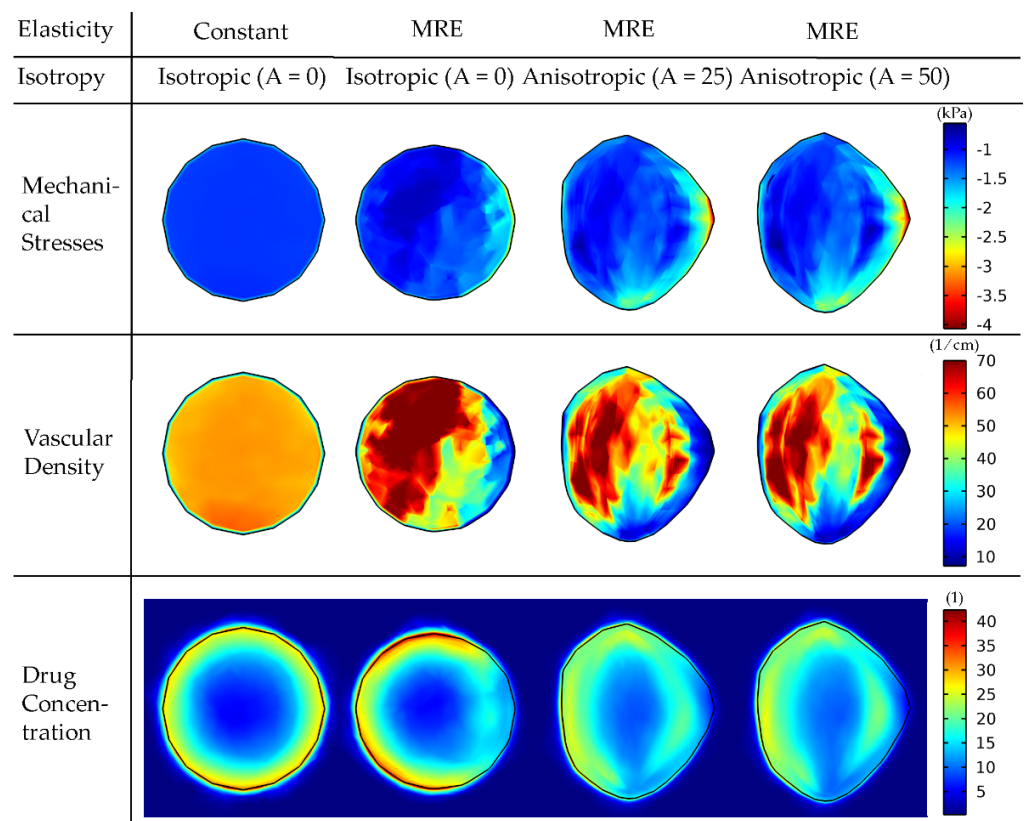 Elasticity Constant MRE MRE MRE
Isotropy Isotropic (A = 0) Isotropic (A = 0) Anisotropic (A = 25) Anisotropic (A = 50)
(kPa)
Mechani-
cal
Stresses
-1
-1.5
-2
-2.5
-3
-3.5
-4
(1/cm)
Vascular
Density
70
60
50
40
30
20
10
(1)
Drug
Concen-
tration
40
35
30
25
20
15
10
5